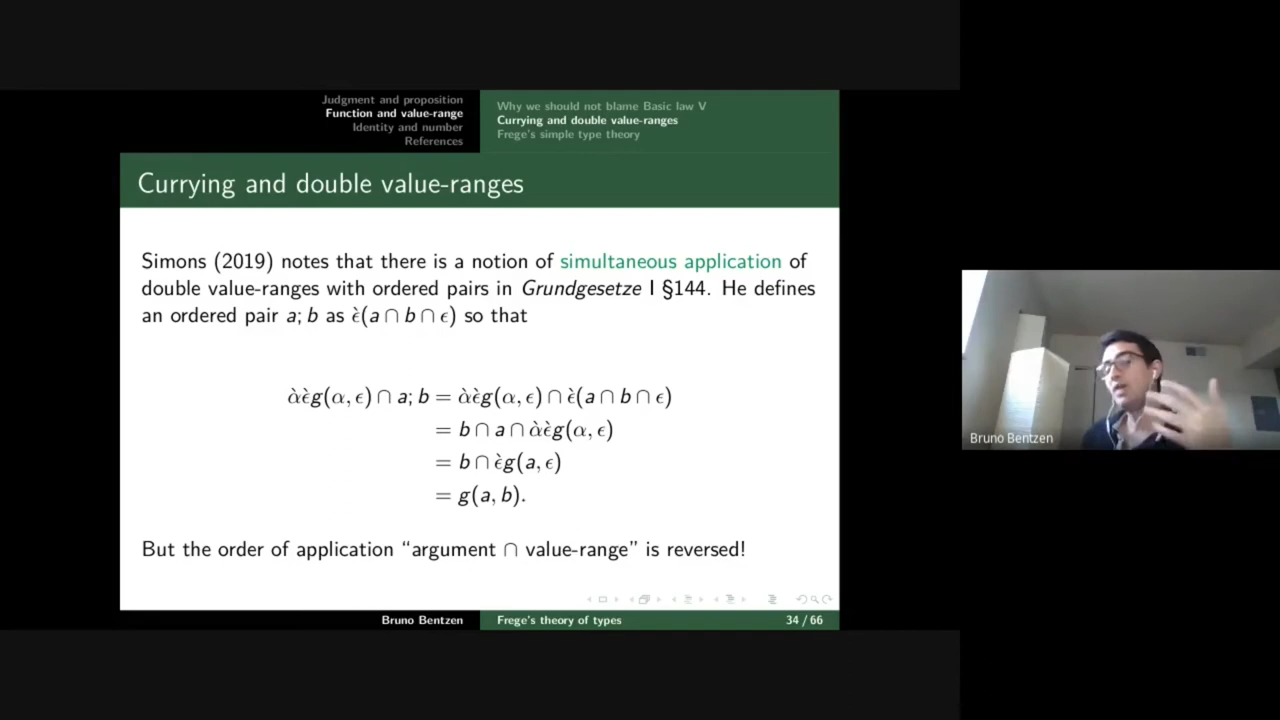 Judgment and proposition
Function and value-range
Identity and number
References
Why we should not blame Basic law V
Currying and double value-ranges
Frege's simple type theory
Currying and double value-ranges
Simons (2019) notes that there is a notion of simultaneous application of
double value-ranges with ordered pairs in Grundgesetze I §144. He defines
an ordered pair a; b as ὲ(a ∩ b ∩ ϵ) so that
ὰὲg(α, ϵ) ∩ a; b = ὰὲg(α, ϵ) ∩ ὲ(a ∩ b ∩ ϵ)
= b ∩ a ∩ ὰὲg(α, ϵ)
= b ∩ ὲg(a, ϵ)
= g(a, b).
But the order of application “argument ∩ value-range” is reversed!
Bruno Bentzen
Frege's theory of types
34 / 66
Bruno Bentzen